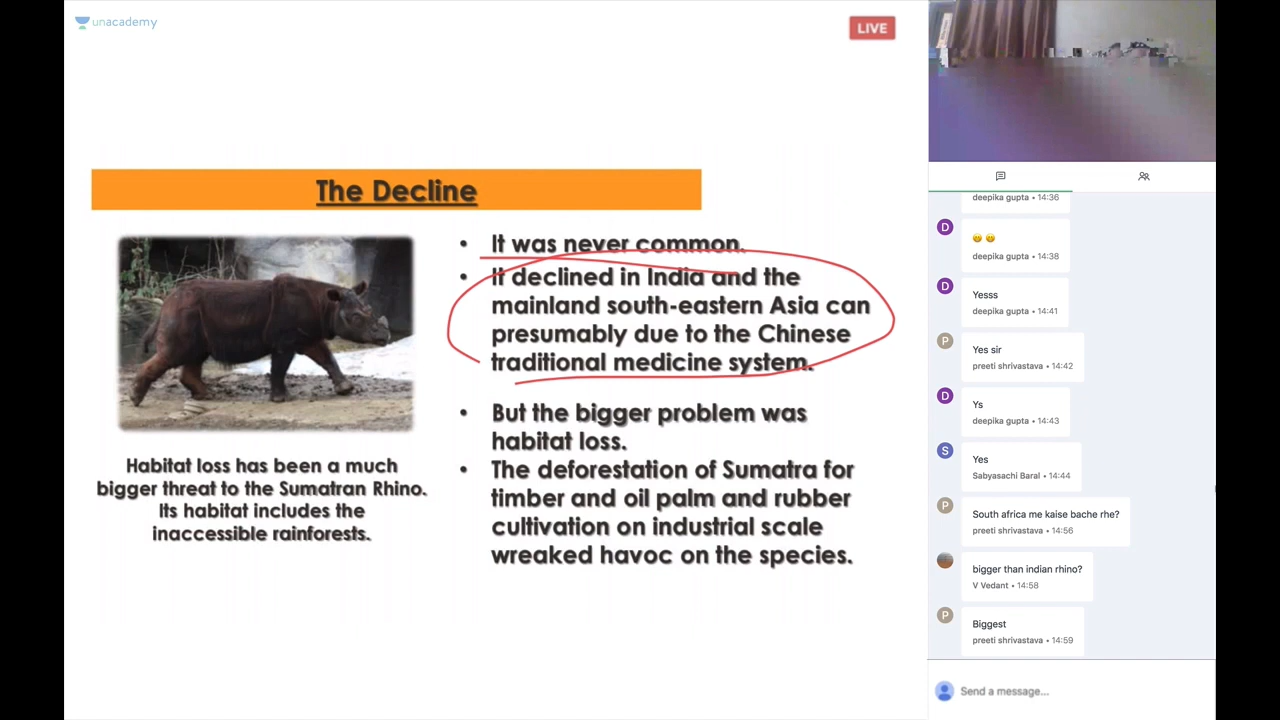 unacademy
LIVE
The Decline
• It was never common.
• It declined in India and the
mainland south-eastern Asia can
presumably due to the Chinese
traditional medicine system.
• But the bigger problem was
habitat loss.
• The deforestation of Sumatra for
timber and oil palm and rubber
cultivation on industrial scale
wreaked havoc on the species.
Habitat loss has been a much
bigger threat to the Sumatran Rhino.
Its habitat includes the
inaccessible rainforests.
deepika gupta • 14:36
D
deepika gupta • 14:38
D
Yesss
deepika gupta • 14:41
P
Yes sir
preeti shrivastava • 14:42
D
Ys
deepika gupta • 14:43
S
Yes
Sabyasachi Baral • 14:44
P
South africa me kaise bache rhe?
preeti shrivastava • 14:56
bigger than indian rhino?
V Vedant • 14:58
P
Biggest
preeti shrivastava • 14:59
Send a message...